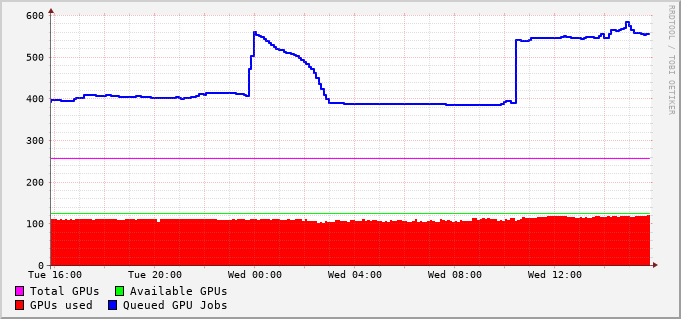 600
500
400
300
200
100
0
Tue 16:00 Tue 20:00 Wed 00:00 Wed 04:00 Wed 08:00 Wed 12:00
Total GPUs Available GPUs
GPUs used Queued GPU Jobs
RRDTOOL / TOBI OETIKER